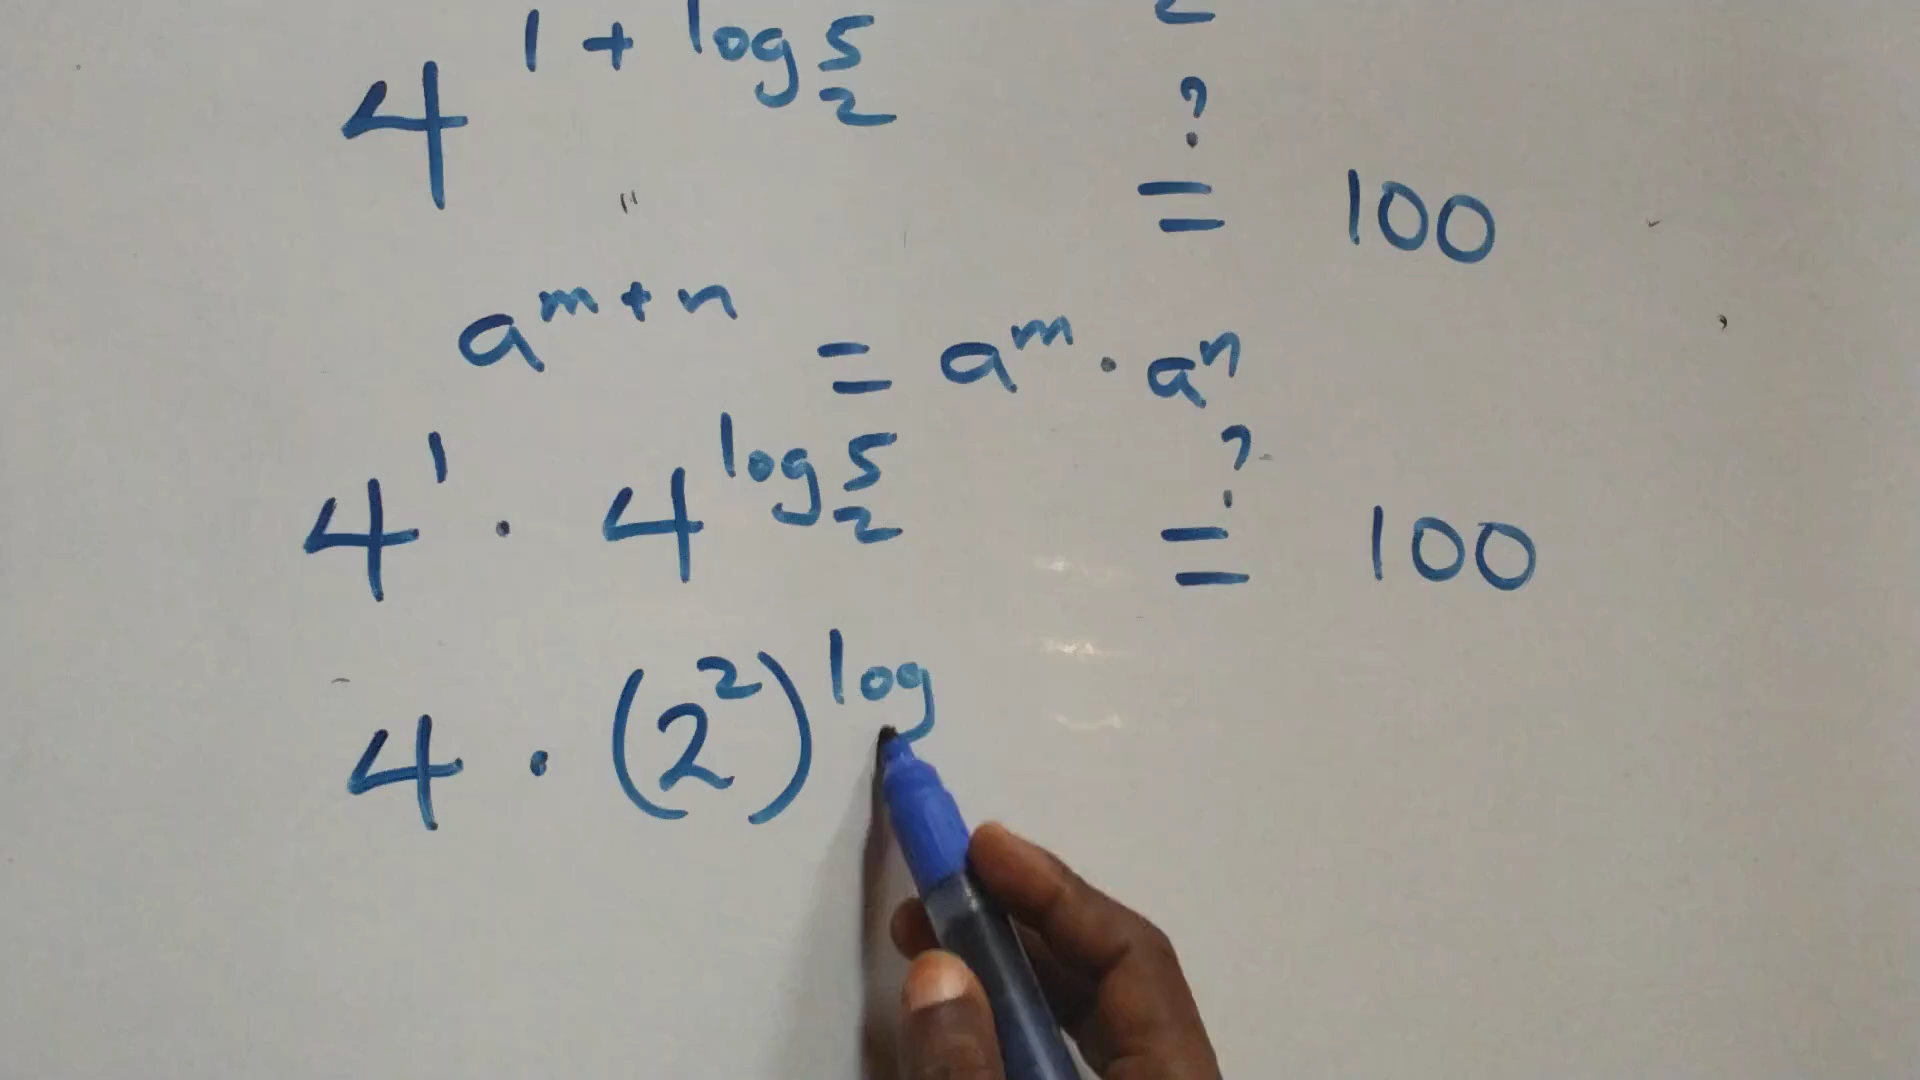 4^{1 + log_2 5}
? = 100
a^{m+n} = a^m · a^n
4^1 · 4^{log_2 5} ? = 100
4 · (2^2)^{log